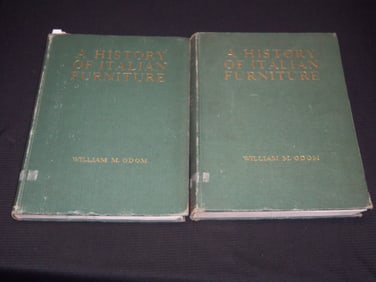 A HISTORY
OF ITALIAN
FURNITURE
WILLIAM M. ODOM
A HISTORY
OF ITALIAN
FURNITURE
WILLIAM M. ODOM